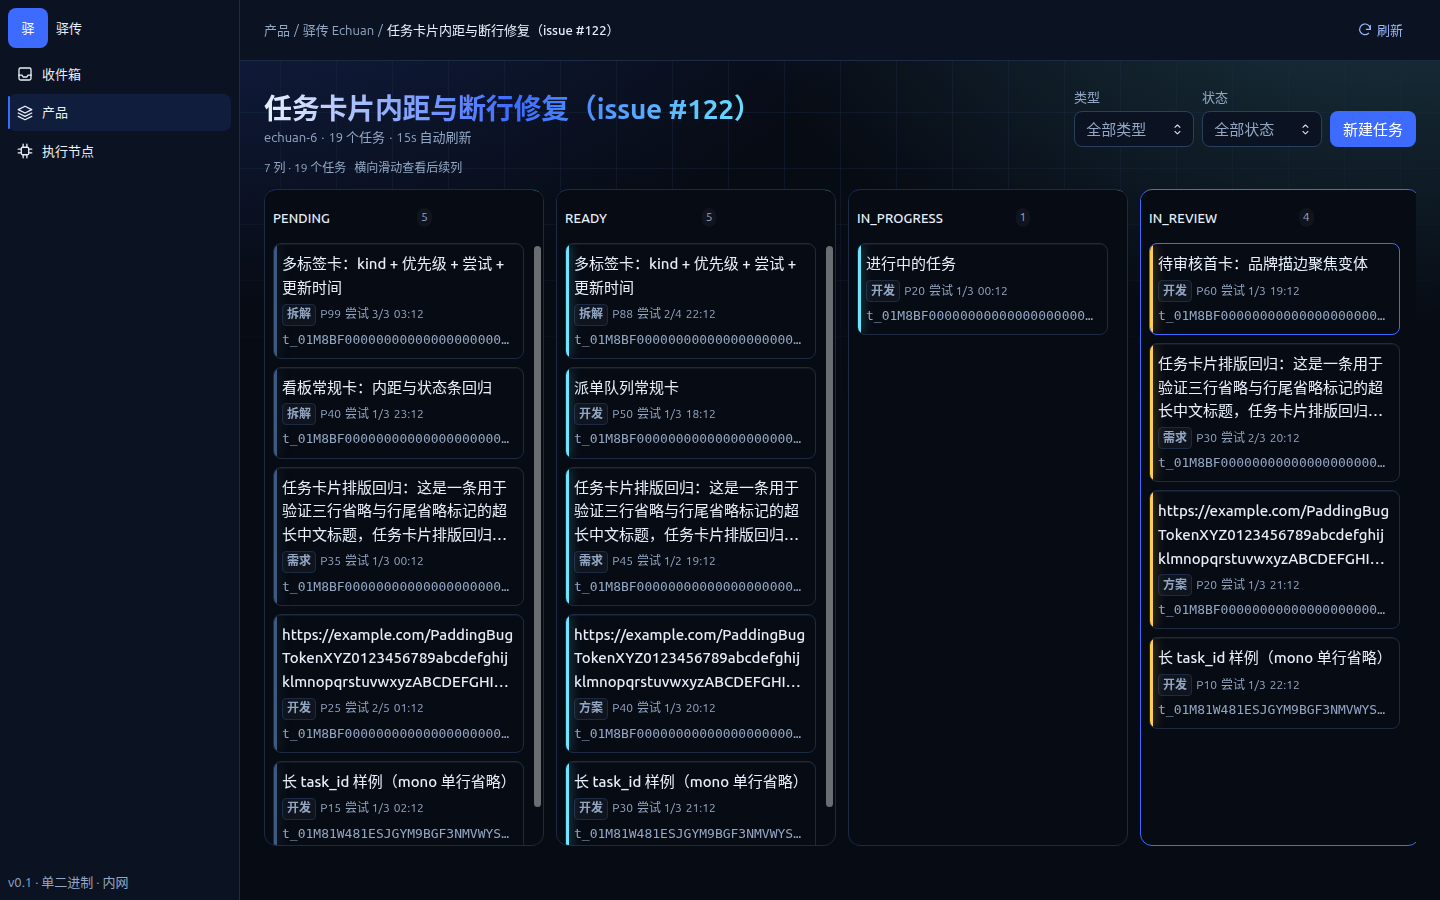 驿 驿传
收件箱
产品
执行节点
v0.1 · 单二进制 · 内网
产品 / 驿传 Echuan / 任务卡片内距与断行修复（issue #122）
刷新
任务卡片内距与断行修复（issue #122）
echuan-6 · 19 个任务 · 15s 自动刷新
类型
全部类型
状态
全部状态
新建任务
7 列 · 19 个任务 横向滑动查看后续列
PENDING 5
多标签卡：kind + 优先级 + 尝试 +
更新时间
拆解 P99 尝试 3/3 03:12
t_01M8BF00000000000000000000…
看板常规卡：内距与状态条回归
拆解 P40 尝试 1/3 23:12
t_01M8BF00000000000000000000…
任务卡片排版回归：这是一条用于
验证三行省略与行尾省略标记的超
长中文标题，任务卡片排版回归…
需求 P35 尝试 1/3 00:12
t_01M8BF00000000000000000000…
https://example.com/PaddingBug
TokenXYZ0123456789abcdefghij
klmnopqrstuvwxyzABCDEFGHI…
开发 P25 尝试 2/5 01:12
t_01M8BF00000000000000000000…
长 task_id 样例（mono 单行省略）
开发 P15 尝试 1/3 02:12
t_01M81W481ESJGYM9BGF3NMVWYS…
READY 5
多标签卡：kind + 优先级 + 尝试 +
更新时间
拆解 P88 尝试 2/4 22:12
t_01M8BF00000000000000000000…
派单队列常规卡
开发 P50 尝试 1/3 18:12
t_01M8BF00000000000000000000…
任务卡片排版回归：这是一条用于
验证三行省略与行尾省略标记的超
长中文标题，任务卡片排版回归…
需求 P45 尝试 1/2 19:12
t_01M8BF00000000000000000000…
https://example.com/PaddingBug
TokenXYZ0123456789abcdefghij
klmnopqrstuvwxyzABCDEFGHI…
方案 P40 尝试 1/3 20:12
t_01M8BF00000000000000000000…
长 task_id 样例（mono 单行省略）
开发 P30 尝试 1/3 21:12
t_01M81W481ESJGYM9BGF3NMVWYS…
IN_PROGRESS 1
进行中的任务
开发 P20 尝试 1/3 00:12
t_01M8BF00000000000000000000…
IN_REVIEW 4
待审核首卡：品牌描边聚焦变体
开发 P60 尝试 1/3 19:12
t_01M8BF00000000000000000000…
任务卡片排版回归：这是一条用于
验证三行省略与行尾省略标记的超
长中文标题，任务卡片排版回归…
需求 P30 尝试 2/3 20:12
t_01M8BF00000000000000000000…
https://example.com/PaddingBug
TokenXYZ0123456789abcdefghij
klmnopqrstuvwxyzABCDEFGHI…
方案 P20 尝试 1/3 21:12
t_01M8BF00000000000000000000…
长 task_id 样例（mono 单行省略）
开发 P10 尝试 1/3 22:12
t_01M81W481ESJGYM9BGF3NMVWYS…